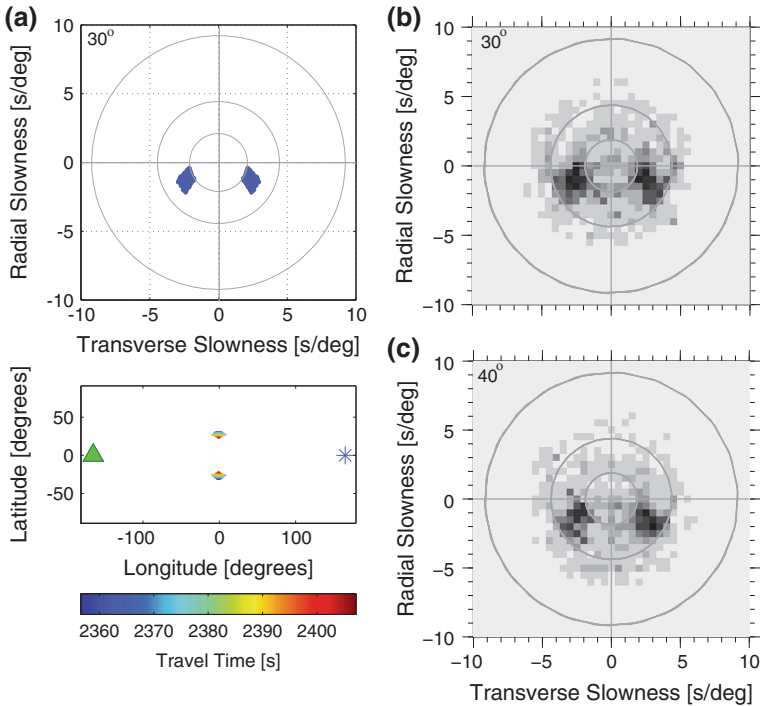 (a)
30°
10
5
0
-5
-10
Radial Slowness [s/deg]
-10 -5 0 5 10
Transverse Slowness [s/deg]
50
0
-50
Latitude [degrees]
-100 0 100
Longitude [degrees]
2360 2370 2380 2390 2400
Travel Time [s]
(b)
30°
10
5
0
−5
−10
Radial Slowness [s/deg]
(c)
40°
10
5
0
−5
−10
Radial Slowness [s/deg]
−10 −5 0 5 10
Transverse Slowness [s/deg]